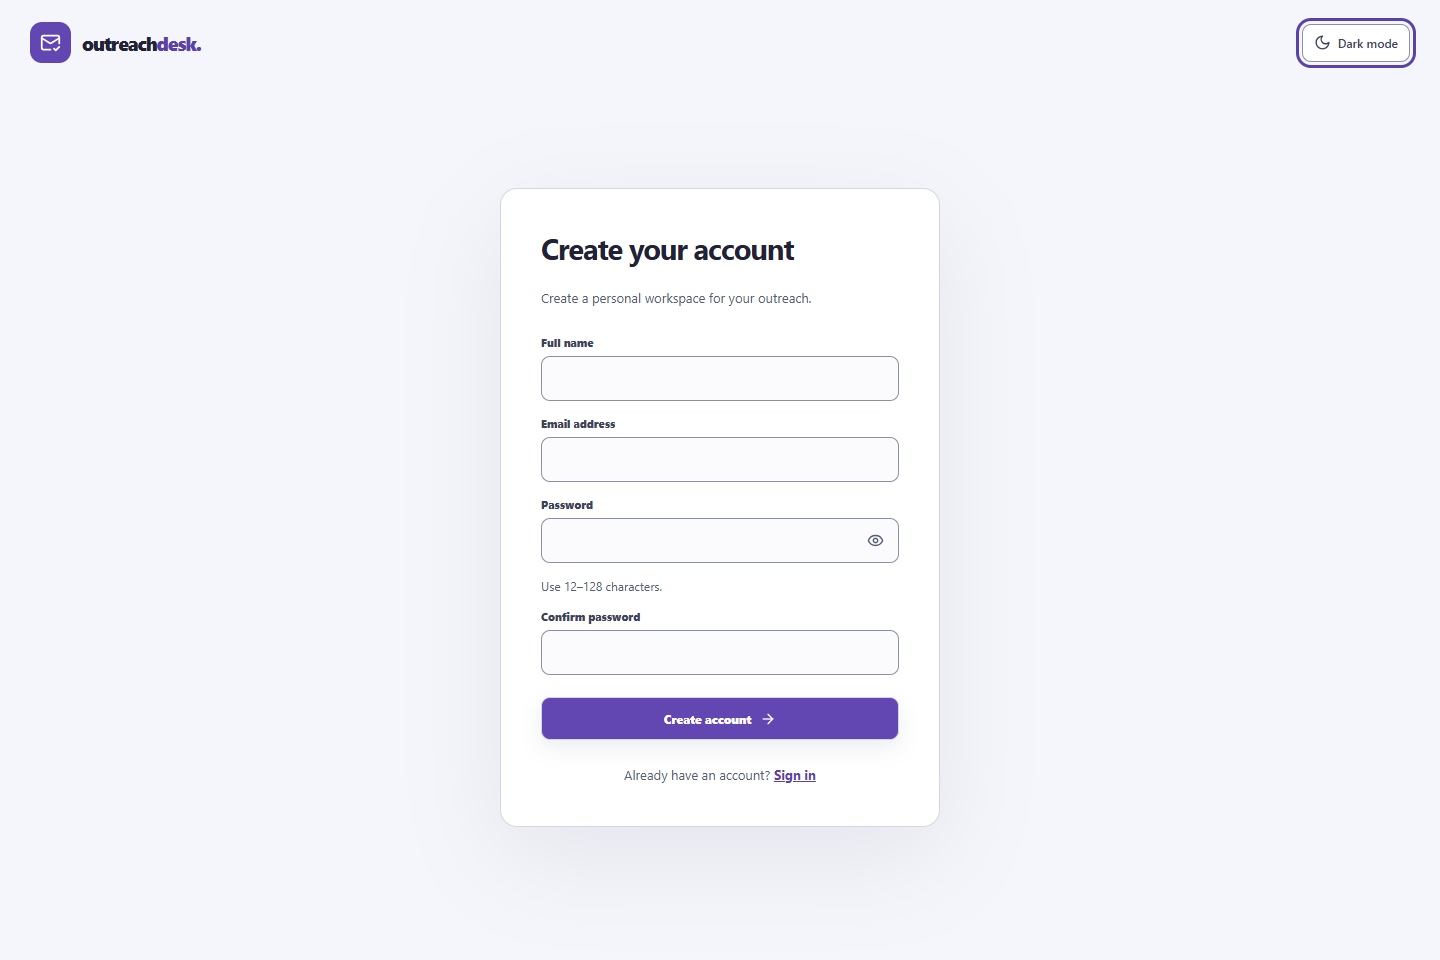 outreachdesk.
Dark mode
Create your account
Create a personal workspace for your outreach.
Full name
Email address
Password
Use 12–128 characters.
Confirm password
Create account
Already have an account? Sign in